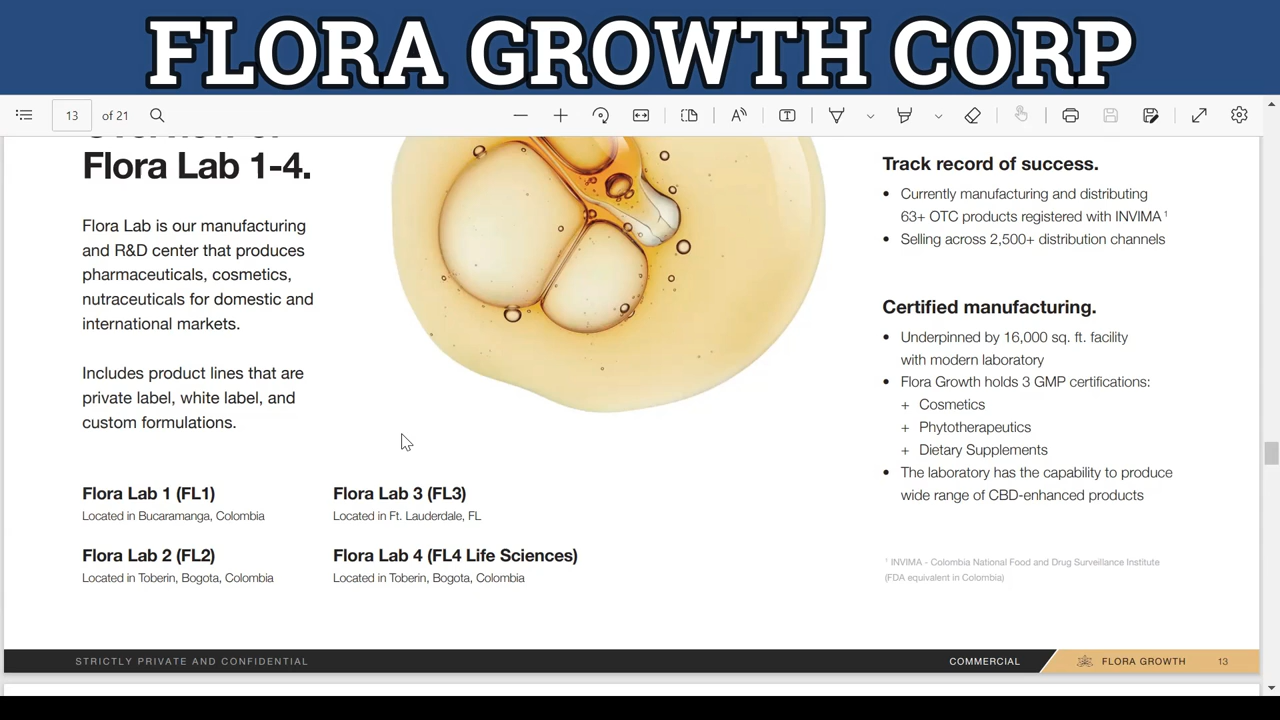 FLORA GROWTH CORP
13 of 21
Flora Lab 1-4.
Flora Lab is our manufacturing
and R&D center that produces
pharmaceuticals, cosmetics,
nutraceuticals for domestic and
international markets.
Includes product lines that are
private label, white label, and
custom formulations.
Flora Lab 1 (FL1)
Located in Bucaramanga, Colombia
Flora Lab 2 (FL2)
Located in Toberin, Bogota, Colombia
Flora Lab 3 (FL3)
Located in Ft. Lauderdale, FL
Flora Lab 4 (FL4 Life Sciences)
Located in Toberin, Bogota, Colombia
Track record of success.
• Currently manufacturing and distributing
63+ OTC products registered with INVIMA ¹
• Selling across 2,500+ distribution channels
Certified manufacturing.
• Underpinned by 16,000 sq. ft. facility
with modern laboratory
• Flora Growth holds 3 GMP certifications:
+ Cosmetics
+ Phytotherapeutics
+ Dietary Supplements
• The laboratory has the capability to produce
wide range of CBD-enhanced products
¹ INVIMA - Colombia National Food and Drug Surveillance Institute
(FDA equivalent in Colombia)
STRICTLY PRIVATE AND CONFIDENTIAL
COMMERCIAL
FLORA GROWTH
13